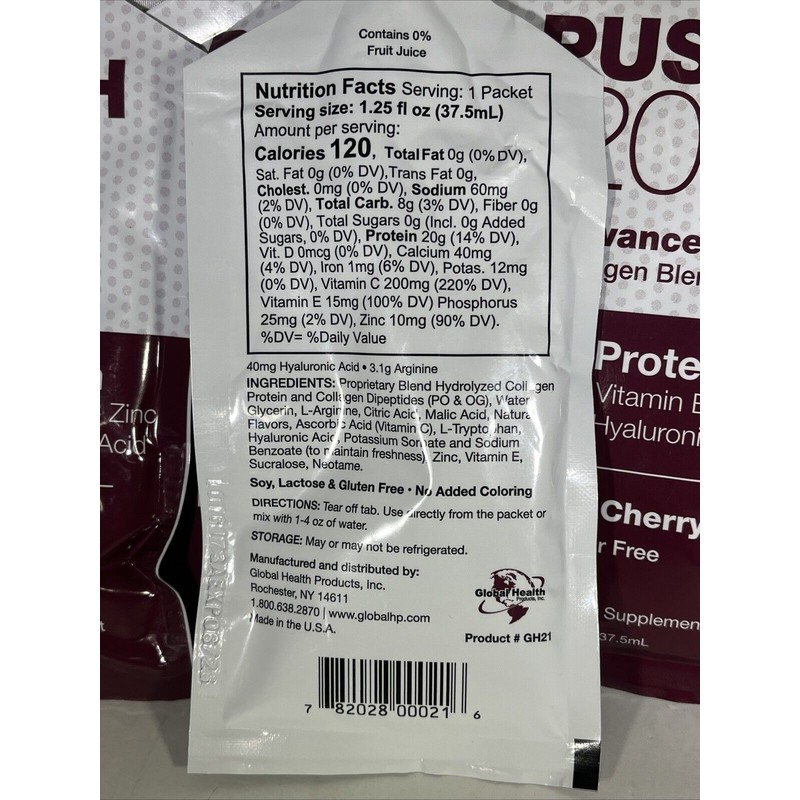 Contains 0%
Fruit Juice
Nutrition Facts Serving: 1 Packet
Serving size: 1.25 fl oz (37.5mL)
Amount per serving:
Calories 120, Total Fat 0g (0% DV),
Sat. Fat 0g (0% DV),Trans Fat 0g,
Cholest. 0mg (0% DV), Sodium 60mg
(2% DV), Total Carb. 8g (3% DV), Fiber 0g
(0% DV), Total Sugars 0g (Incl. 0g Added
Sugars, 0% DV), Protein 20g (14% DV),
Vit. D 0mcg (0% DV), Calcium 40mg
(4% DV), Iron 1mg (6% DV), Potas. 12mg
(0% DV), Vitamin C 200mg (220% DV),
Vitamin E 15mg (100% DV) Phosphorus
25mg (2% DV), Zinc 10mg (90% DV).
%DV= %Daily Value
40mg Hyaluronic Acid • 3.1g Arginine
INGREDIENTS: Proprietary Blend Hydrolyzed Collagen
Protein and Collagen Dipeptides (PO & OG), Water
Glycerin, L-Arginine, Citric Acid, Malic Acid, Natural
Flavors, Ascorbic Acid (Vitamin C), L-Tryptophan,
Hyaluronic Acid, Potassium Sorbate and Sodium
Benzoate (to maintain freshness), Zinc, Vitamin E,
Sucralose, Neotame.
Soy, Lactose & Gluten Free • No Added Coloring
DIRECTIONS: Tear off tab. Use directly from the packet or
mix with 1-4 oz of water.
STORAGE: May or may not be refrigerated.
Manufactured and distributed by:
Global Health Products, Inc.
Rochester, NY 14611
1.800.638.2870 | www.globalhp.com
Made in the U.S.A.
Global Health
Products, Inc.
Product # GH21
7 82028 00021 6
H
Zinc
Acid
PUS
20
vance
gen Blen
Prote
Vitamin E
Hyaluroni
Cherry
r Free
Supplemen
37.5mL